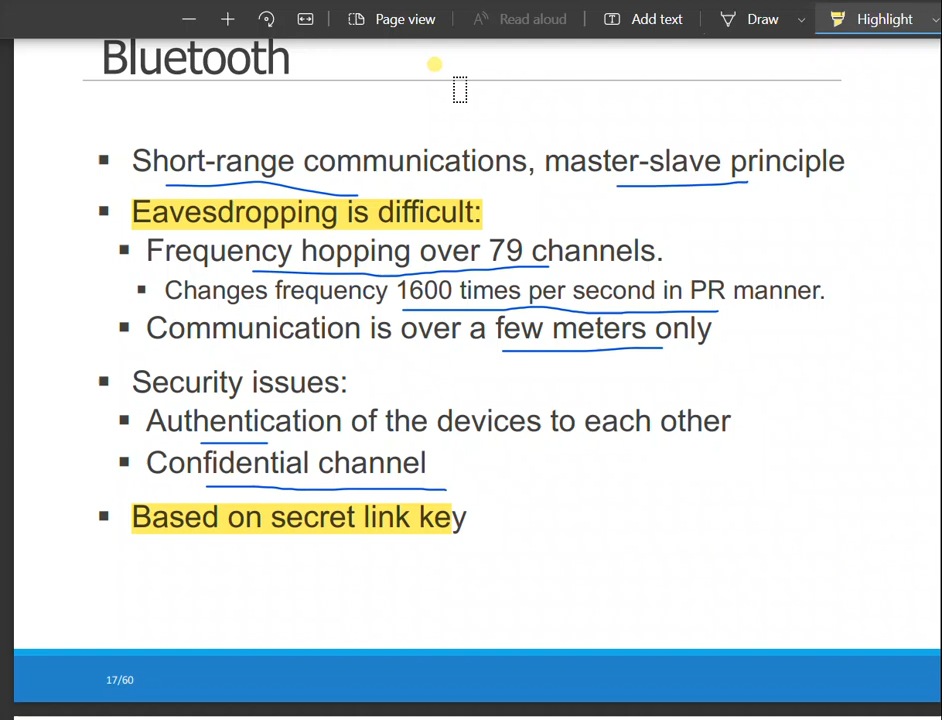 Page view
Read aloud
Add text
Draw
Highlight
Bluetooth
Short-range communications, master-slave principle
Eavesdropping is difficult:
Frequency hopping over 79 channels.
Changes frequency 1600 times per second in PR manner.
Communication is over a few meters only
Security issues:
Authentication of the devices to each other
Confidential channel
Based on secret link key
17/60